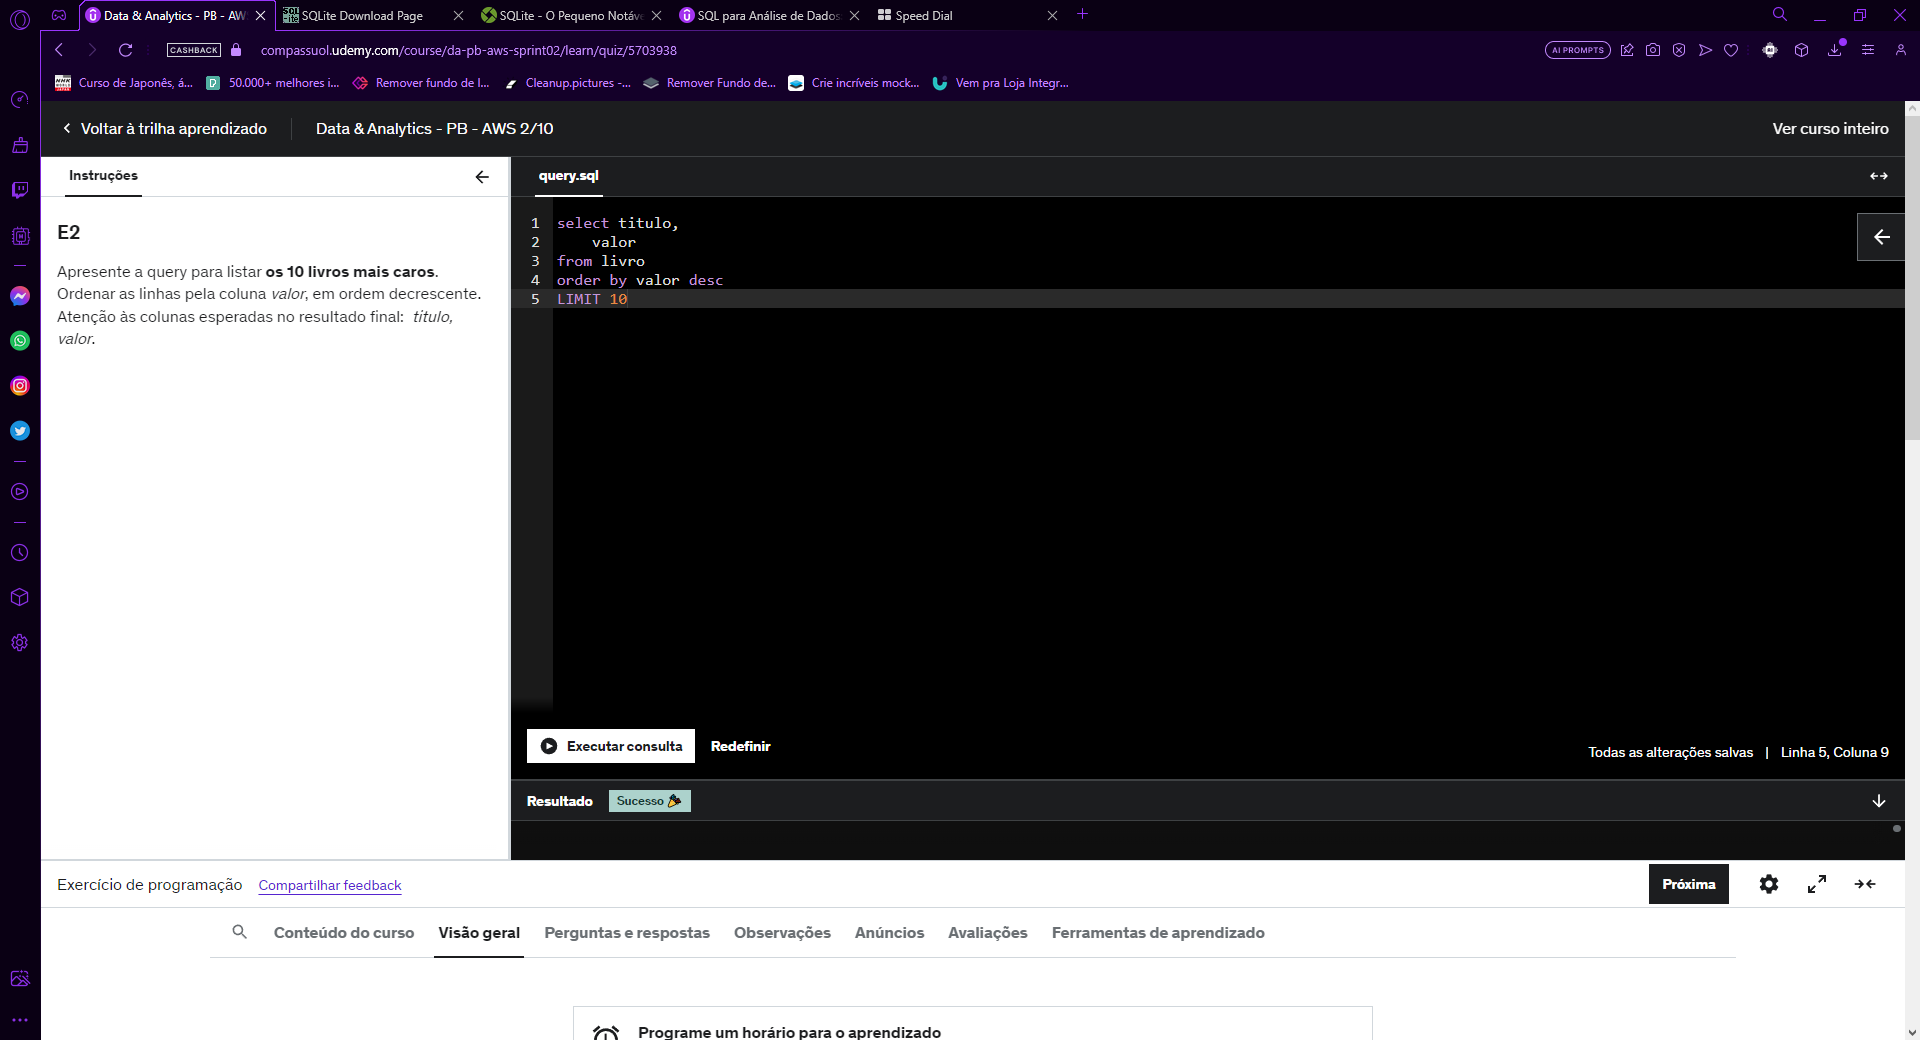 Data & Analytics - PB - AW
SQLite Download Page
SQLite - O Pequeno Notáv
SQL para Análise de Dados
Speed Dial
CASHBACK
compassuol.udemy.com/course/da-pb-aws-sprint02/learn/quiz/5703938
AI PROMPTS
Curso de Japonês, á...
50.000+ melhores i...
Remover fundo de I...
Cleanup.pictures -...
Remover Fundo de...
Crie incríveis mock...
Vem pra Loja Integr...
Voltar à trilha aprendizado
Data & Analytics - PB - AWS 2/10
Ver curso inteiro
Instruções
E2
Apresente a query para listar os 10 livros mais caros.
Ordenar as linhas pela coluna valor, em ordem decrescente.
Atenção às colunas esperadas no resultado final: titulo,
valor.
query.sql
1 select titulo,
2 valor
3 from livro
4 order by valor desc
5 LIMIT 10
Executar consulta
Redefinir
Todas as alterações salvas | Linha 5, Coluna 9
Resultado
Sucesso
Exercício de programação
Compartilhar feedback
Próxima
Conteúdo do curso
Visão geral
Perguntas e respostas
Observações
Anúncios
Avaliações
Ferramentas de aprendizado
Programe um horário para o aprendizado